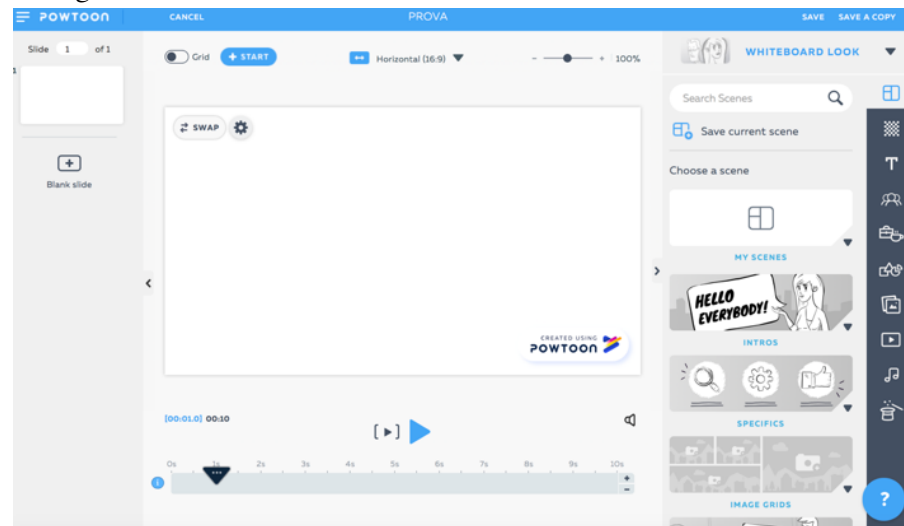 POWTOON
CANCEL
PROVA
SAVE
SAVE A COPY
Slide 1 of 1
1
Blank slide
Grid
+ START
Horizontal (16:9)
- + 100%
SWAP
CREATED USING
POWTOON
[00:01.0] 00:10
0s 1s 2s 3s 4s 5s 6s 7s 8s 9s 10s
+
-
WHITEBOARD LOOK
Search Scenes
Save current scene
Choose a scene
MY SCENES
HELLO
EVERYBODY!
INTROS
SPECIFICS
IMAGE GRIDS
T
?